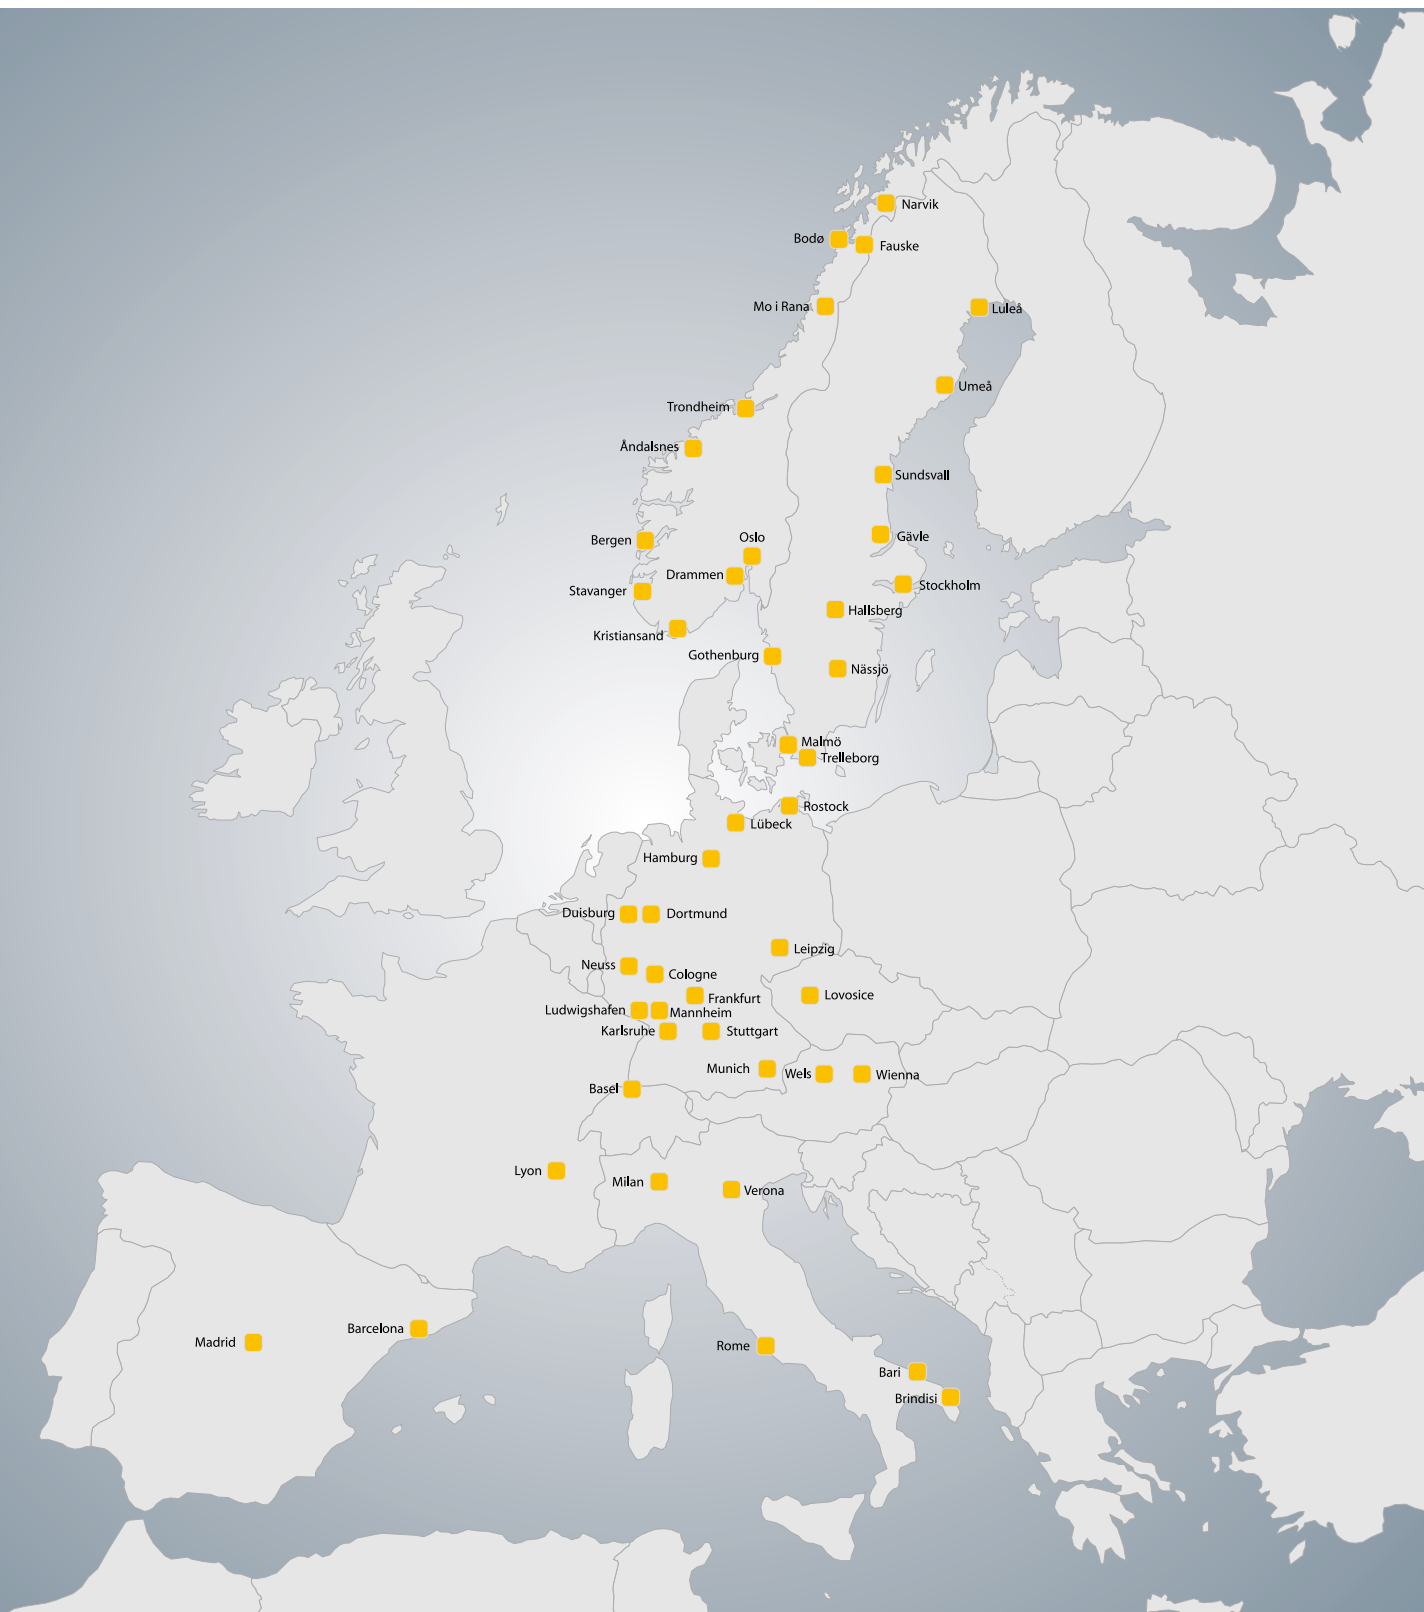 Narvik
Bodø
Fauske
Mo i Rana
Luleå
Umeå
Trondheim
Åndalsnes
Sundsvall
Gävle
Oslo
Bergen
Drammen
Stockholm
Stavanger
Hallsberg
Kristiansand
Gothenburg
Nässjö
Malmö
Trelleborg
Rostock
Lübeck
Hamburg
Duisburg
Dortmund
Leipzig
Neuss
Cologne
Frankfurt
Lovosice
Ludwigshafen
Mannheim
Karlsruhe
Stuttgart
Munich
Wels
Wienna
Basel
Lyon
Milan
Verona
Barcelona
Madrid
Rome
Bari
Brindisi